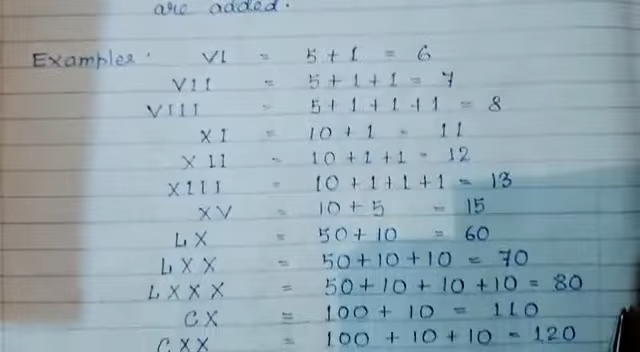 are added.
Examples. VI = 5 + 1 = 6
VII = 5 + 1 + 1 = 7
VIII = 5 + 1 + 1 + 1 = 8
XI = 10 + 1 = 11
XII = 10 + 1 + 1 = 12
XIII = 10 + 1 + 1 + 1 = 13
XV = 10 + 5 = 15
LX = 50 + 10 = 60
LXX = 50 + 10 + 10 = 70
LXXX = 50 + 10 + 10 + 10 = 80
CX = 100 + 10 = 110
CXX = 100 + 10 + 10 = 120